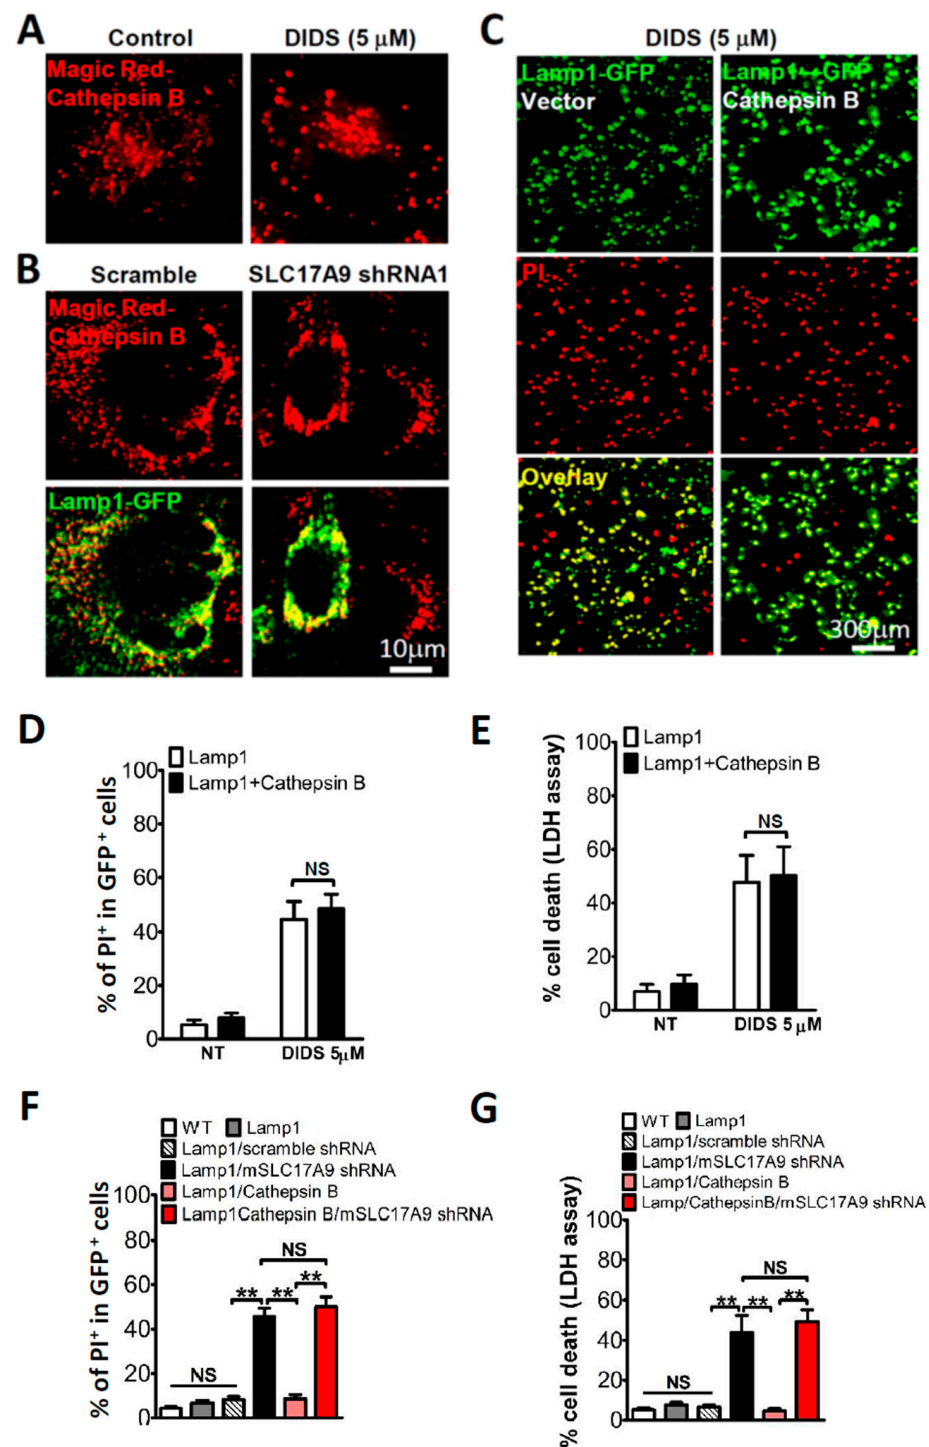 A
Control
DIDS (5 μM)
Magic Red-
Cathepsin B
B
Scramble
SLC17A9 shRNA1
Magic Red-
Cathepsin B
Lamp1-GFP
10μm
C
DIDS (5 μM)
Lamp1-GFP
Vector
Lamp1-GFP
Cathepsin B
PI
Overlay
300μm
D
Lamp1
Lamp1+Cathepsin B
% of PI⁺ in GFP⁺ cells
100
80
60
40
20
0
NS
NT
DIDS 5μM
E
Lamp1
Lamp1+Cathepsin B
% cell death (LDH assay)
100
80
60
40
20
0
NS
NT
DIDS 5 μM
F
WT
Lamp1
Lamp1/scramble shRNA
Lamp1/mSLC17A9 shRNA
Lamp1/Cathepsin B
Lamp1Cathepsin B/mSLC17A9 shRNA
% of PI⁺ in GFP⁺ cells
100
80
60
40
20
0
NS
** ** **
NS
G
WT
Lamp1
Lamp1/scramble shRNA
Lamp1/mSLC17A9 shRNA
Lamp1/Cathepsin B
Lamp/CathepsinB/mSLC17A9 shRNA
% cell death (LDH assay)
100
80
60
40
20
0
NS
** ** **
NS